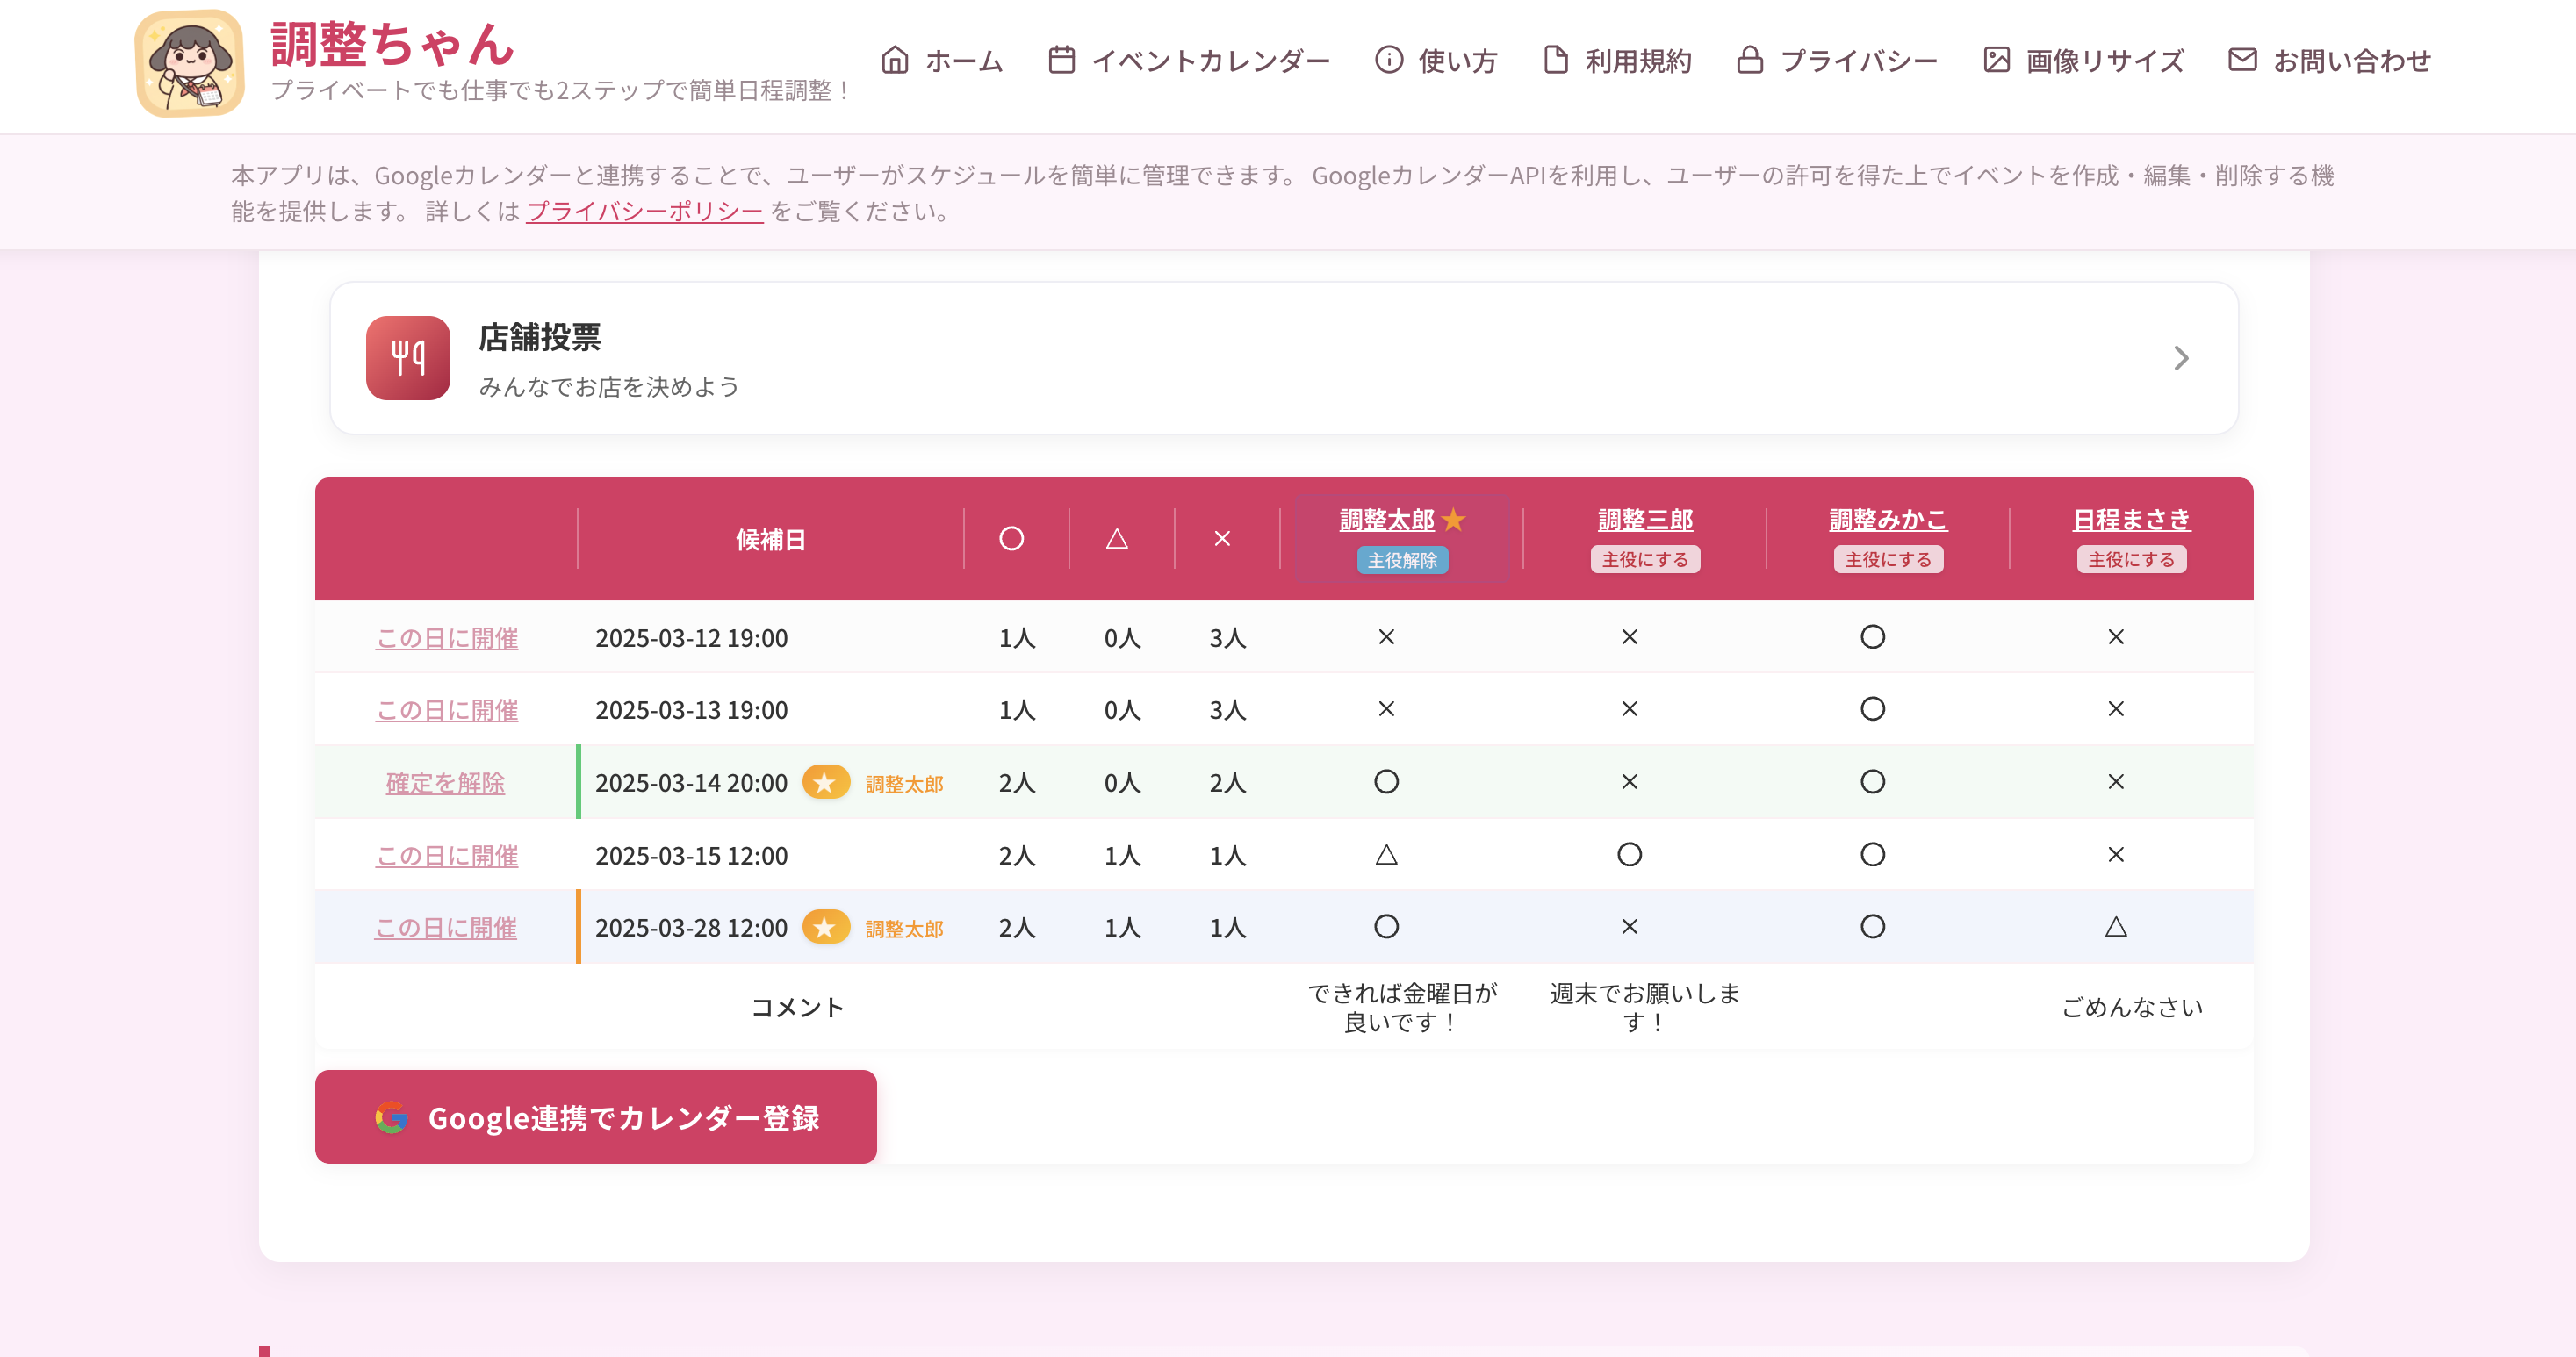 調整ちゃん
プライベートでも仕事でも2ステップで簡単日程調整！
ホーム イベントカレンダー 使い方 利用規約 プライバシー 画像リサイズ お問い合わせ
本アプリは、Googleカレンダーと連携することで、ユーザーがスケジュールを簡単に管理できます。 GoogleカレンダーAPIを利用し、ユーザーの許可を得た上でイベントを作成・編集・削除する機
能を提供します。 詳しくは プライバシーポリシー をご覧ください。
店舗投票
みんなでお店を決めよう
候補日 ○ △ × 調整太郎★ 調整三郎 調整みかこ 日程まさき
主役解除 主役にする 主役にする 主役にする
この日に開催 2025-03-12 19:00 1人 0人 3人 × × ○ ×
この日に開催 2025-03-13 19:00 1人 0人 3人 × × ○ ×
確定を解除 2025-03-14 20:00 ★ 調整太郎 2人 0人 2人 ○ × ○ ×
この日に開催 2025-03-15 12:00 2人 1人 1人 △ ○ ○ ×
この日に開催 2025-03-28 12:00 ★ 調整太郎 2人 1人 1人 ○ × ○ △
コメント できれば金曜日が 週末でお願いしま ごめんなさい
良いです！ す！
Google連携でカレンダー登録